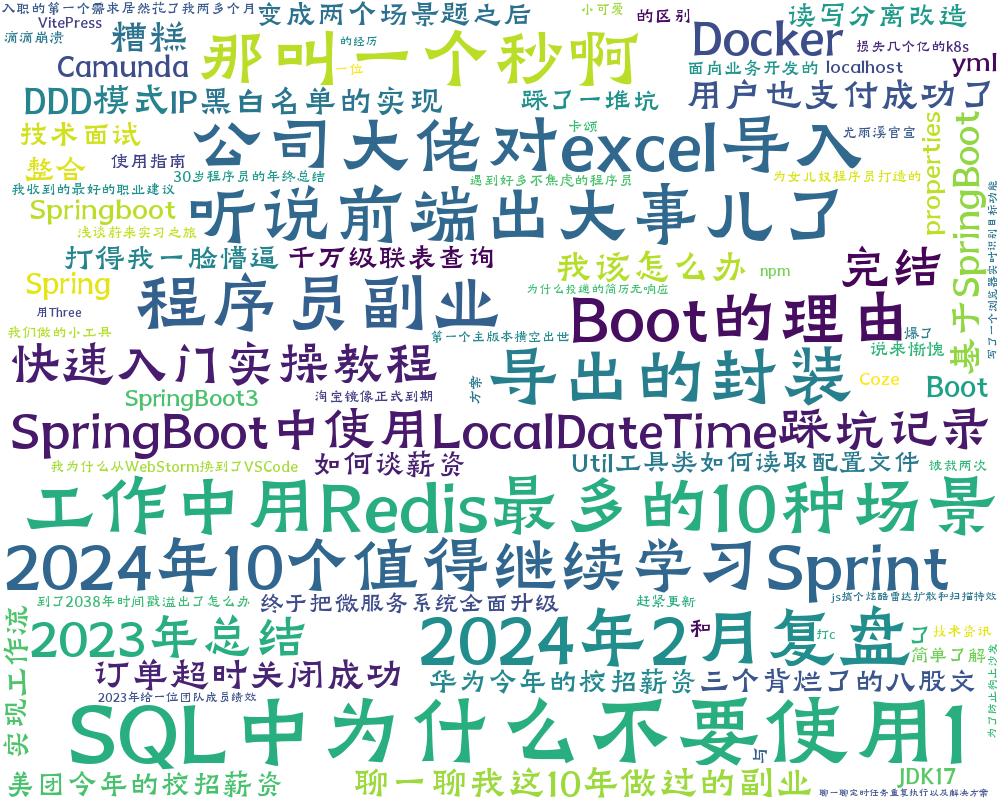 入职的第一个需求居然花了我两多个月
变成两个场景题之后
小可爱
的区别
读写分离改造
VitePress
滴滴崩溃
糟糕
那叫一个秒啊
的经历
一位
Docker
损失几个亿的k8s
Camunda
面向业务开发的
localhost
yml
DDD模式IP黑白名单的实现
踩了一堆坑
用户也支付成功了
技术面试
公司大佬对excel导入
卡颂
尤雨溪官宣
properties
基于SpringBoot
整合
使用指南
30岁程序员的年终总结
遇到好多不焦虑的程序员
为女儿奴程序员打造的
我收到的最好的职业建议
Springboot
听说前端出大事儿了
浅谈蔚来实习之旅
打得我一脸懵逼
千万级联表查询
我该怎么办
npm
完结
写了一个浏览器实时识别目标功能
Spring
程序员副业
为什么投递的简历无响应
用Three
Boot的理由
我们做的小工具
第一个主版本横空出世
爆了
快速入门实操教程
导出的封装
说来惭愧
SpringBoot3
淘宝镜像正式到期
方案
Coze
Boot
SpringBoot中使用LocalDateTime踩坑记录
我为什么从WebStorm换到了VSCode
如何谈薪资
Util工具类如何读取配置文件
被裁两次
工作中用Redis最多的10种场景
2024年10个值得继续学习Sprint
到了2038年时间戳溢出了怎么办
终于把微服务系统全面升级
赶紧更新
js搞个炫酷雷达扩散和扫描特效
实现工作流
2023年总结
2024年2月复盘
和
打c
了
技术资讯
简单了解
订单超时关闭成功
华为今年的校招薪资
三个背烂了的八股文
2023年给一位团队成员绩效
为了防止狗上沙发
SQL中为什么不要使用1
与
美团今年的校招薪资
聊一聊我这10年做过的副业
JDK17
聊一聊定时任务重复执行以及解决方案